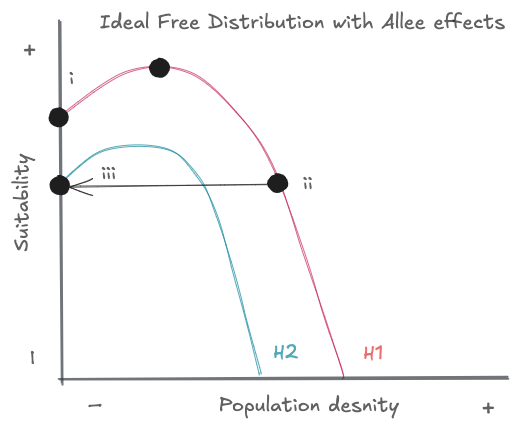 Ideal Free Distribution with Allee effects
+
i
iii
ii
Suitability
H2
H1
–
Population desnity
+